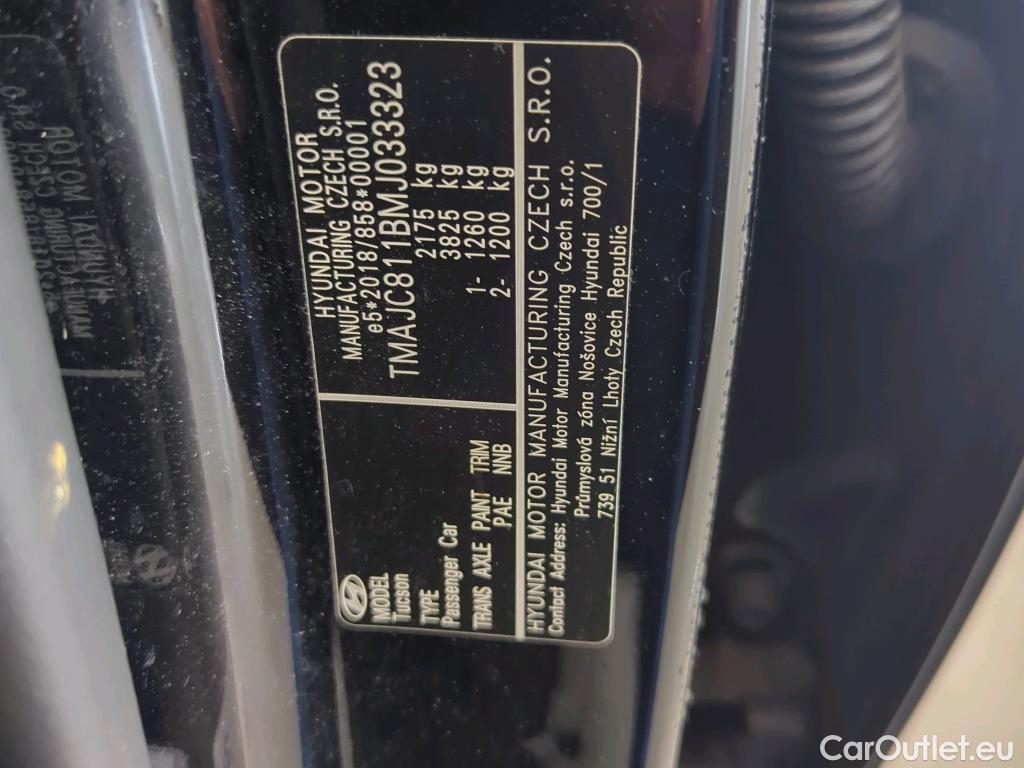 HYUNDAI MOTOR
MANUFACTURING CZECH S.R.O.
e5*2018/858*00001
TMAJC811BMJ033323
2175 kg
3825 kg
1- 1260 kg
2- 1200 kg
MODEL
Tucson
TYPE
Passenger Car
TRANS AXLE PAINT TRIM
PAE NNB
HYUNDAI MOTOR MANUFACTURING CZECH S.R.O.
Contact Address: Hyundai Motor Manufacturing Czech s.r.o.
Průmyslová zóna Nošovice Hyundai 700/1
739 51 Nižní Lhoty Czech Republic
CarOutlet.eu